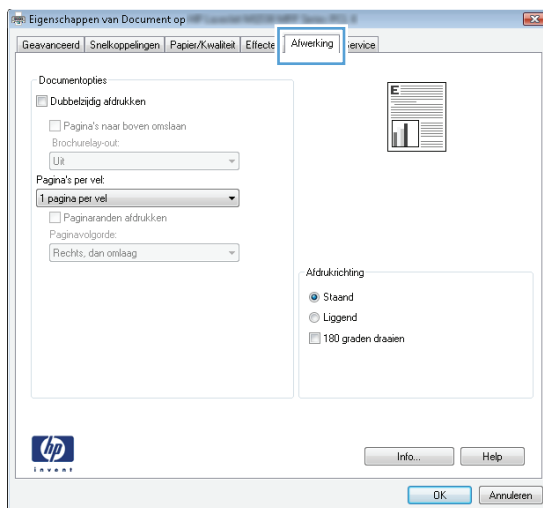 Eigenschappen van Document op
Geavanceerd Snelkoppelingen Papier/Kwaliteit Effecte Afwerking ervice
Documentopties
Dubbelzijdig afdrukken
Pagina's naar boven omslaan
Brochurelay-out:
Uit
Pagina's per vel:
1 pagina per vel
Paginaranden afdrukken
Paginavolgorde:
Rechts, dan omlaag
E
Afdrukrichting
Staand
Liggend
180 graden draaien
hp
invent
Info... Help
OK Annuleren